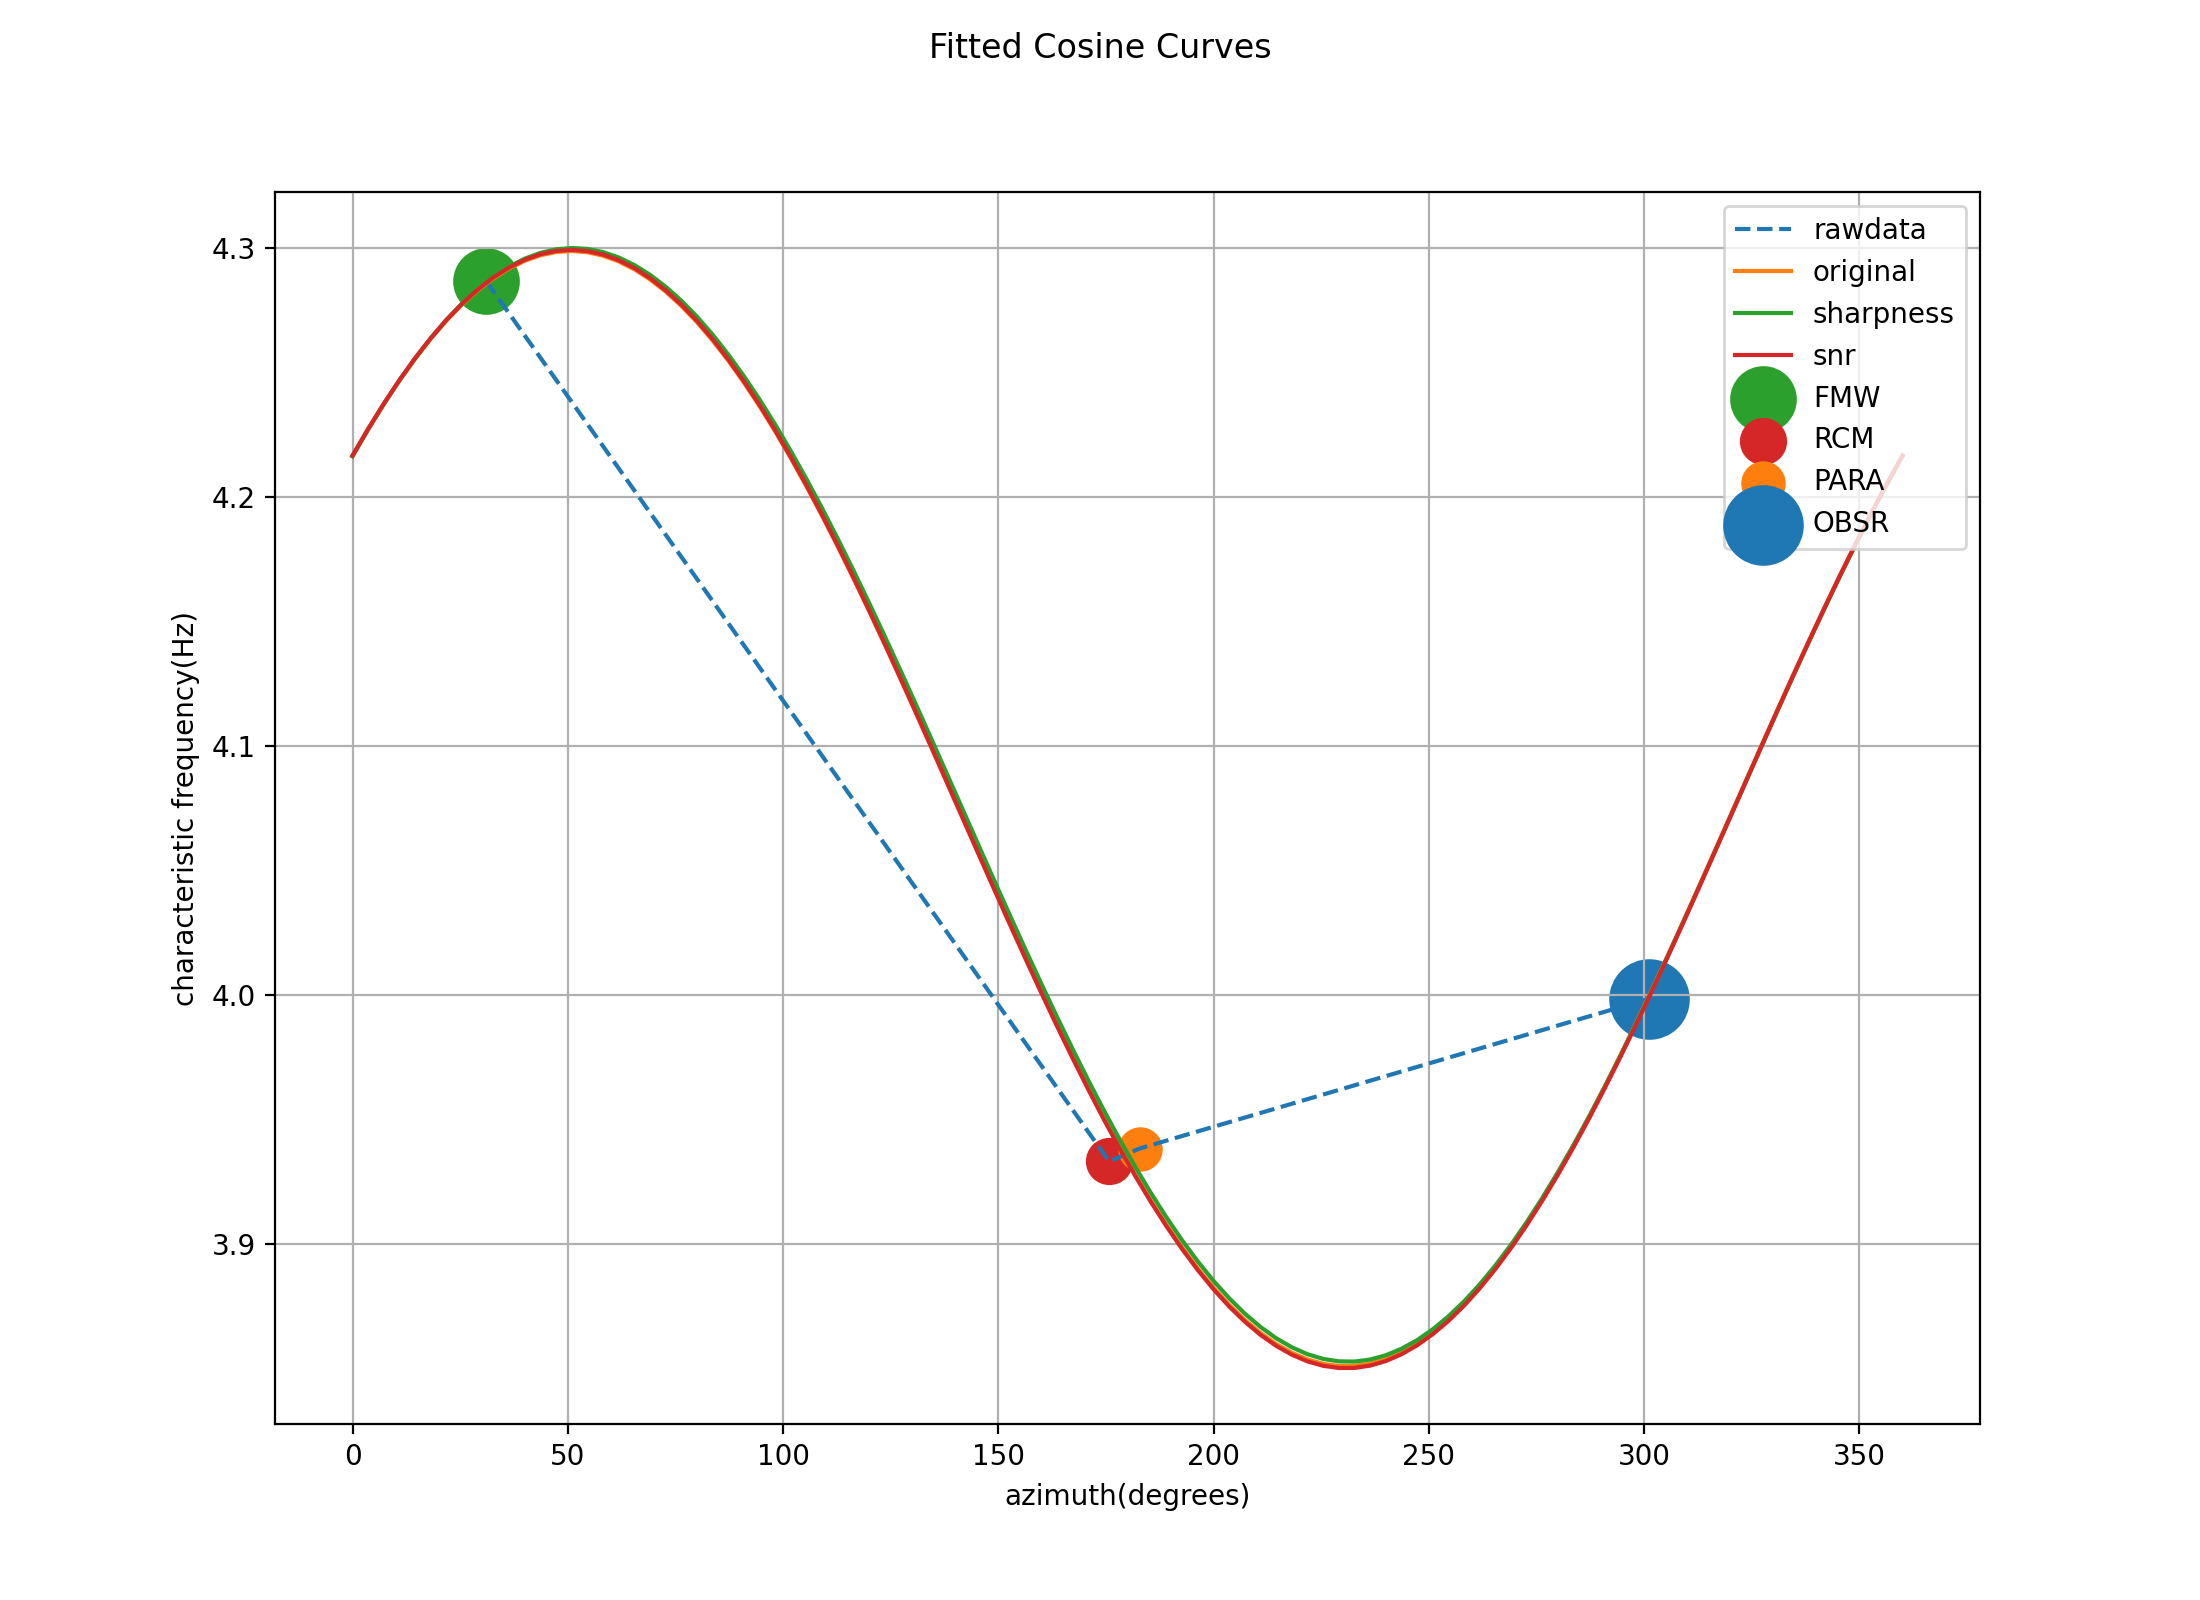 Fitted Cosine Curves
rawdata
original
sharpness
snr
FMW
RCM
PARA
OBSR
characteristic frequency(Hz)
4.3
4.2
4.1
4.0
3.9
0 50 100 150 200 250 300 350
azimuth(degrees)